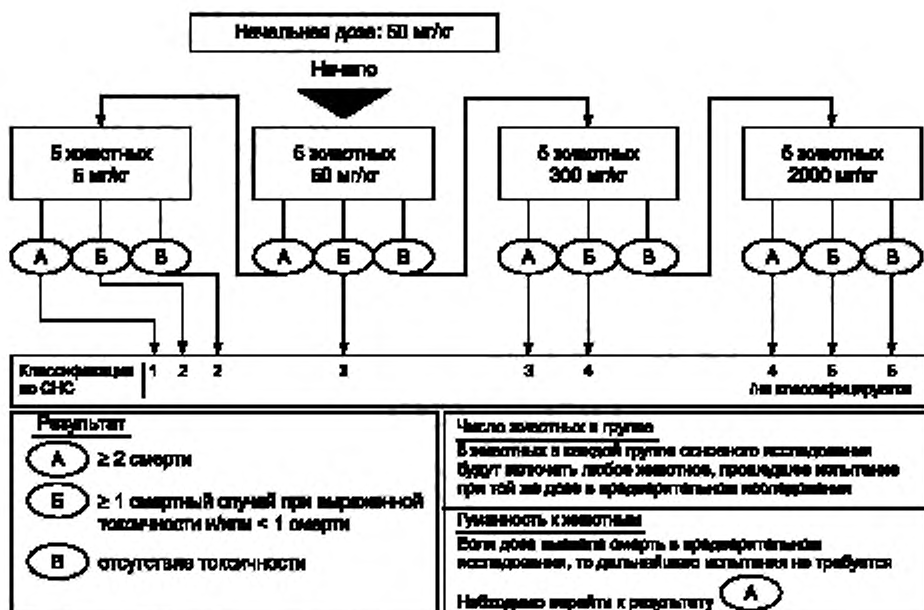 Начальная доза: 50 мг/кг
Начало
5 животных
5 мг/кг
5 животных
50 мг/кг
5 животных
300 мг/кг
5 животных
2000 мг/кг
А Б В А Б В А Б В А Б В
Классификация
по СНС
1 2 2 3 3 4 4 5 5
/не классифицируется
Результат
А ≥ 2 смерти
Б ≥ 1 смертный случай при выраженной
токсичности и/или < 1 смерти
В отсутствие токсичности
Число животных в группе
5 животных в каждой группе основного исследования
будут включать любое животное, прошедшее испытание
при той же дозе в предварительном исследовании
Гуманность к животным
Если доза вызвала смерть в предварительном
исследовании, то дальнейшие испытания не требуется
Необходимо перейти к результату А